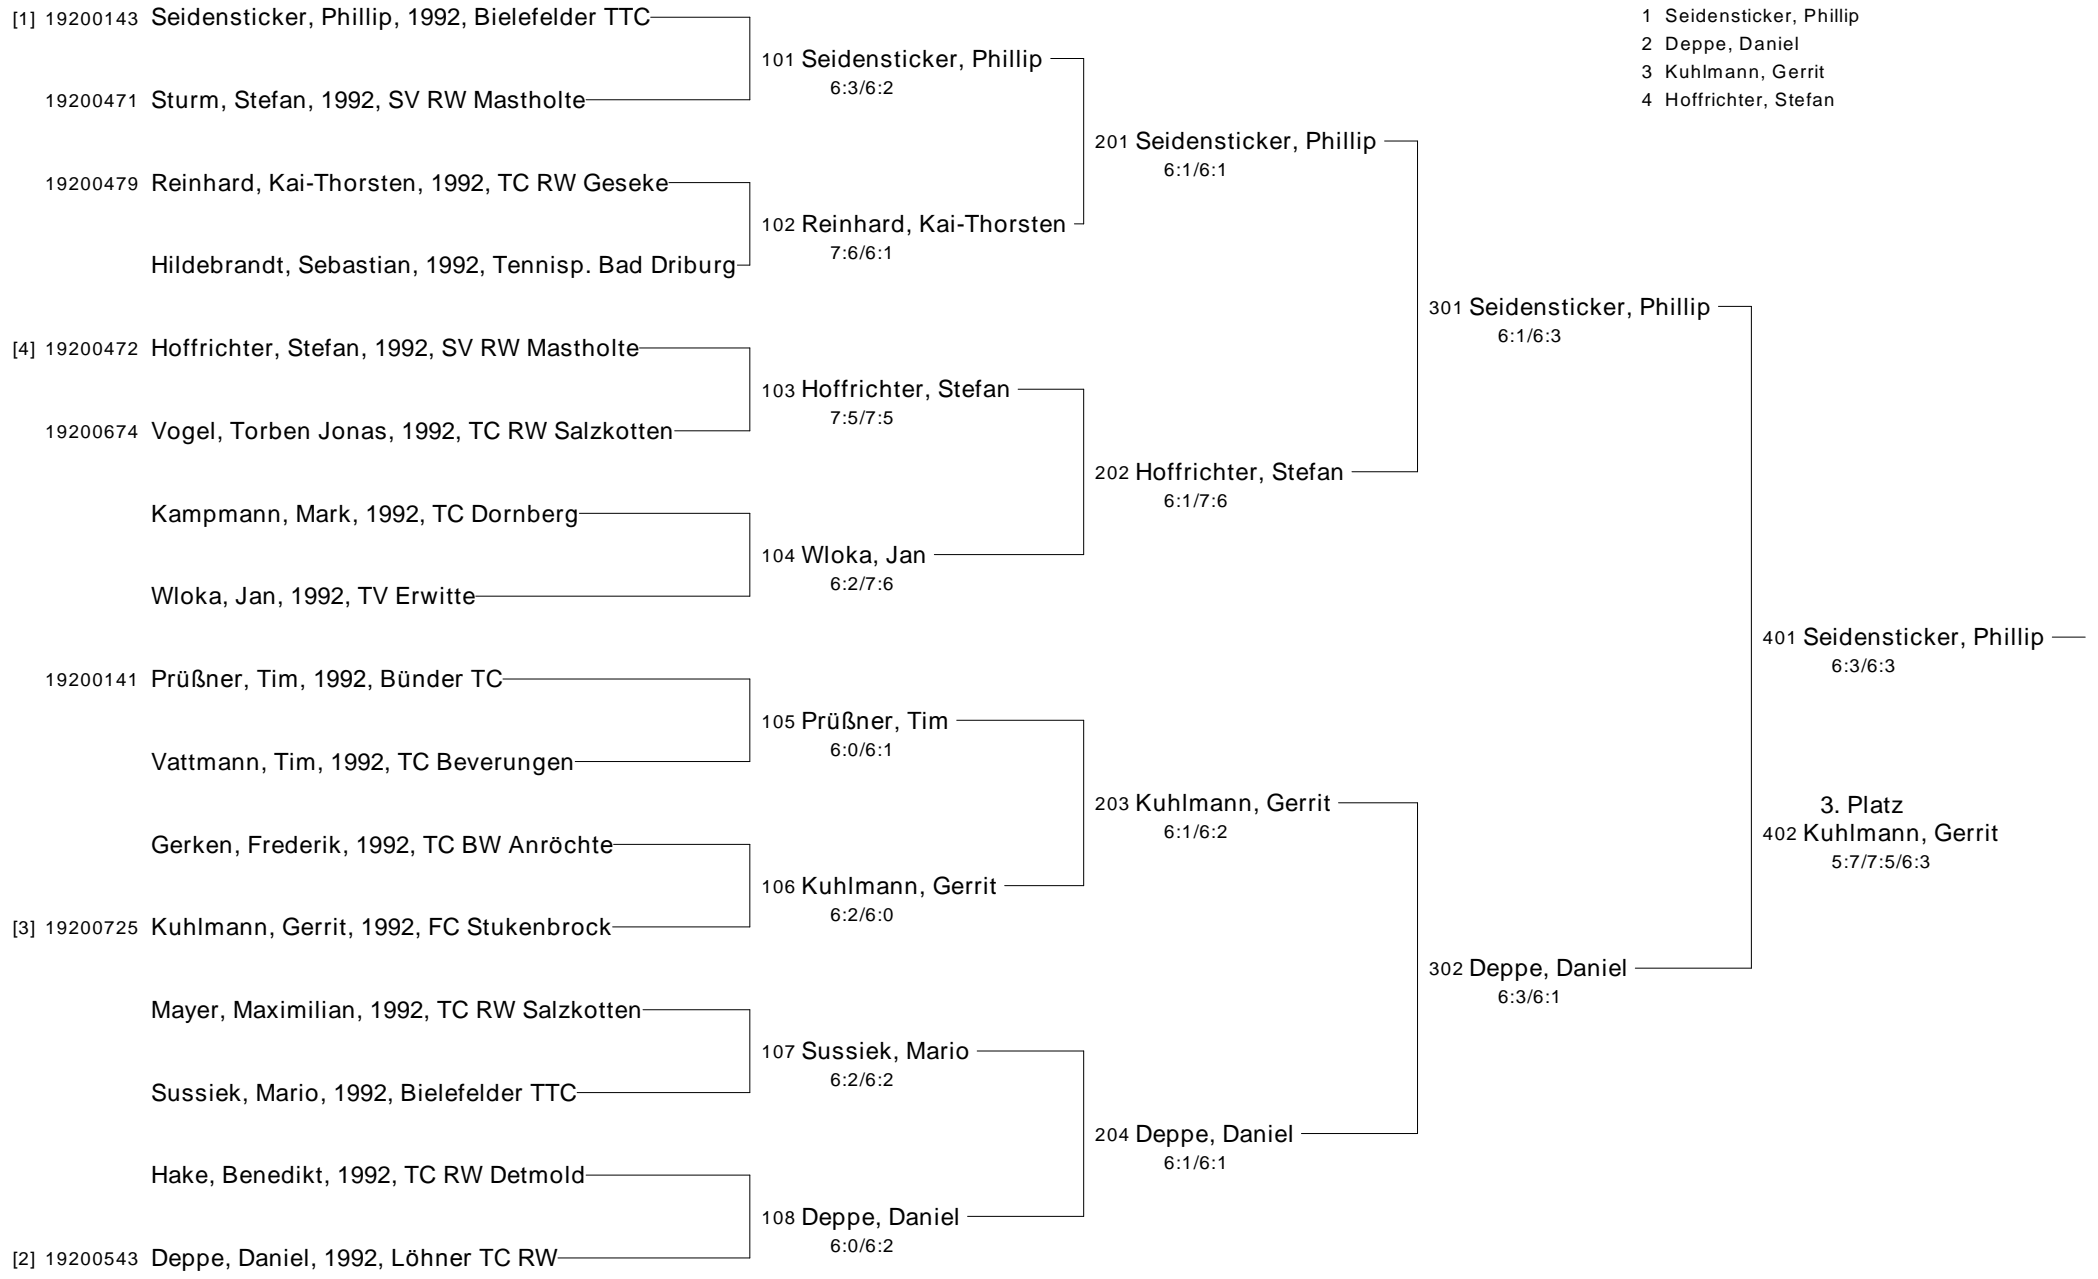 [1] 19200143 Seidensticker, Phillip, 1992, Bielefelder TTC
19200471 Sturm, Stefan, 1992, SV RW Mastholte
19200479 Reinhard, Kai-Thorsten, 1992, TC RW Geseke
Hildebrandt, Sebastian, 1992, Tennisp. Bad Driburg
[4] 19200472 Hoffrichter, Stefan, 1992, SV RW Mastholte
19200674 Vogel, Torben Jonas, 1992, TC RW Salzkotten
Kampmann, Mark, 1992, TC Dornberg
Wloka, Jan, 1992, TV Erwitte
19200141 Prüßner, Tim, 1992, Bünder TC
Vattmann, Tim, 1992, TC Beverungen
Gerken, Frederik, 1992, TC BW Anröchte
[3] 19200725 Kuhlmann, Gerrit, 1992, FC Stukenbrock
Mayer, Maximilian, 1992, TC RW Salzkotten
Sussiek, Mario, 1992, Bielefelder TTC
Hake, Benedikt, 1992, TC RW Detmold
[2] 19200543 Deppe, Daniel, 1992, Löhner TC RW
101 Seidensticker, Phillip
6:3/6:2
102 Reinhard, Kai-Thorsten
7:6/6:1
103 Hoffrichter, Stefan
7:5/7:5
104 Wloka, Jan
6:2/7:6
105 Prüßner, Tim
6:0/6:1
106 Kuhlmann, Gerrit
6:2/6:0
107 Sussiek, Mario
6:2/6:2
108 Deppe, Daniel
6:0/6:2
201 Seidensticker, Phillip
6:1/6:1
202 Hoffrichter, Stefan
6:1/7:6
203 Kuhlmann, Gerrit
6:1/6:2
204 Deppe, Daniel
6:1/6:1
301 Seidensticker, Phillip
6:1/6:3
302 Deppe, Daniel
6:3/6:1
401 Seidensticker, Phillip
6:3/6:3
3. Platz
402 Kuhlmann, Gerrit
5:7/7:5/6:3
1 Seidensticker, Phillip
2 Deppe, Daniel
3 Kuhlmann, Gerrit
4 Hoffrichter, Stefan